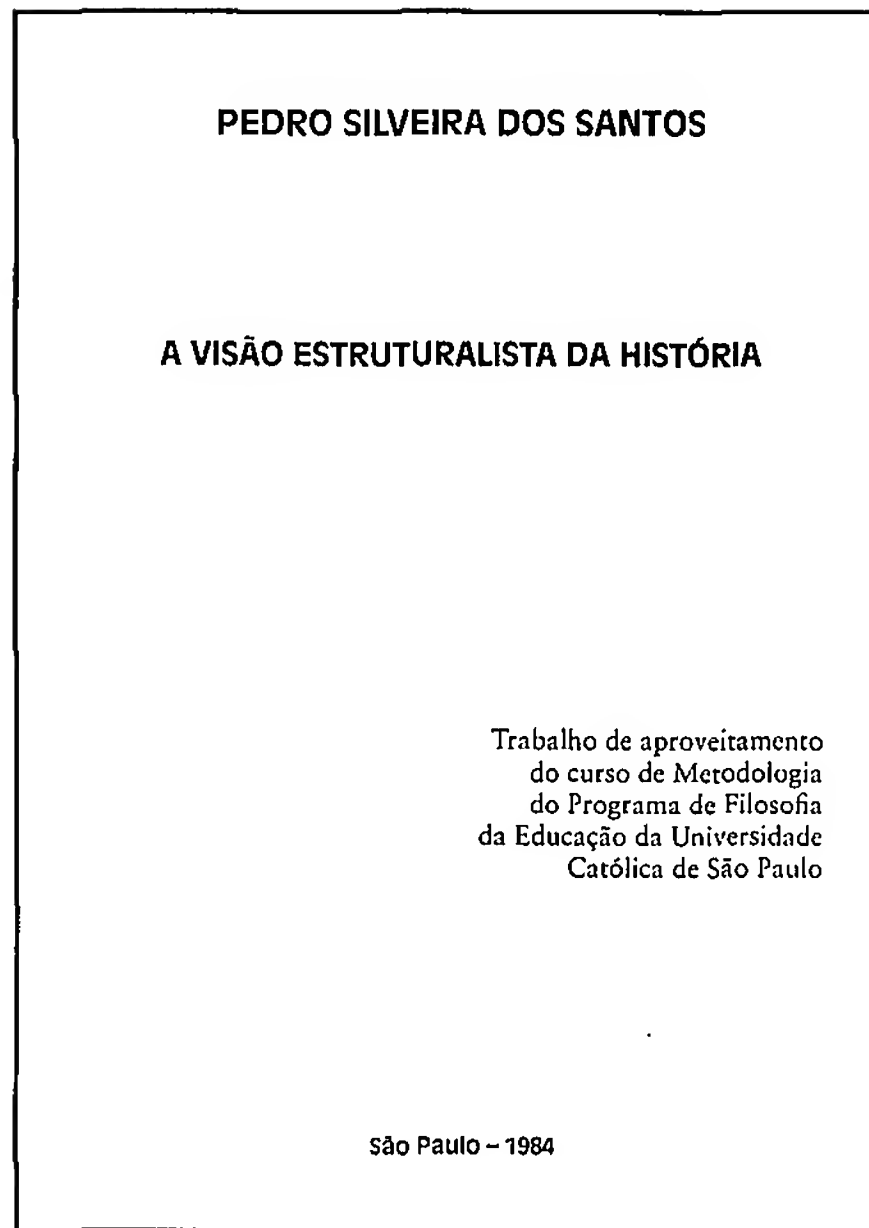 PEDRO SILVEIRA DOS SANTOS
A VISÃO ESTRUTURALISTA DA HISTÓRIA
Trabalho de aproveitamento
do curso de Metodologia
do Programa de Filosofia
da Educação da Universidade
Católica de São Paulo
São Paulo – 1984